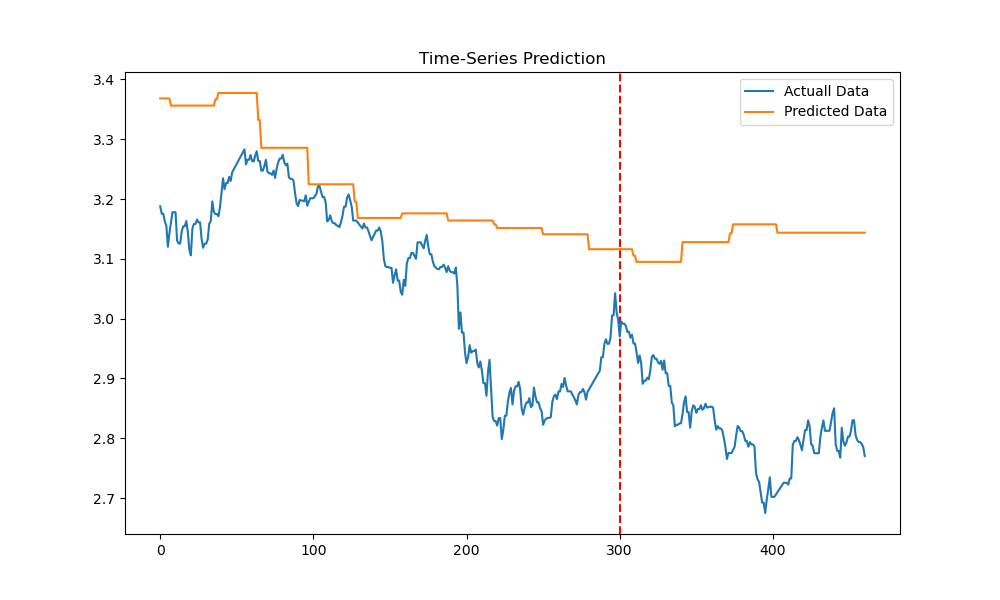 Time-Series Prediction
Actuall Data
Predicted Data
3.4
3.3
3.2
3.1
3.0
2.9
2.8
2.7
0 100 200 300 400